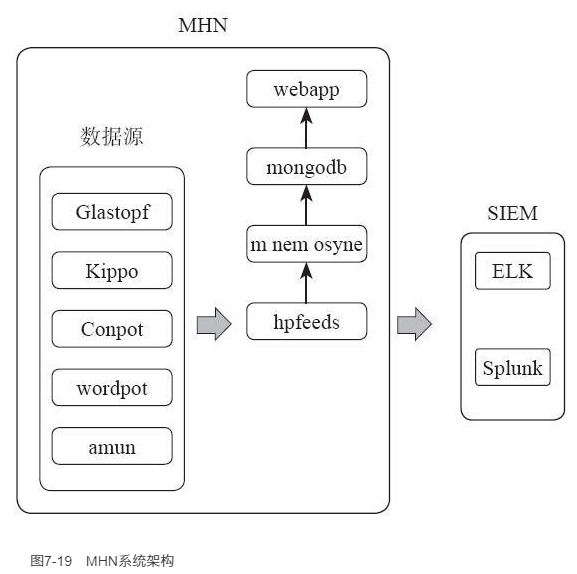 MHN
数据源
Glastopf
Kippo
Conpot
wordpot
amun
webapp
mongodb
m nem osyne
hpfeeds
SIEM
ELK
Splunk
图7-19 MHN系统架构